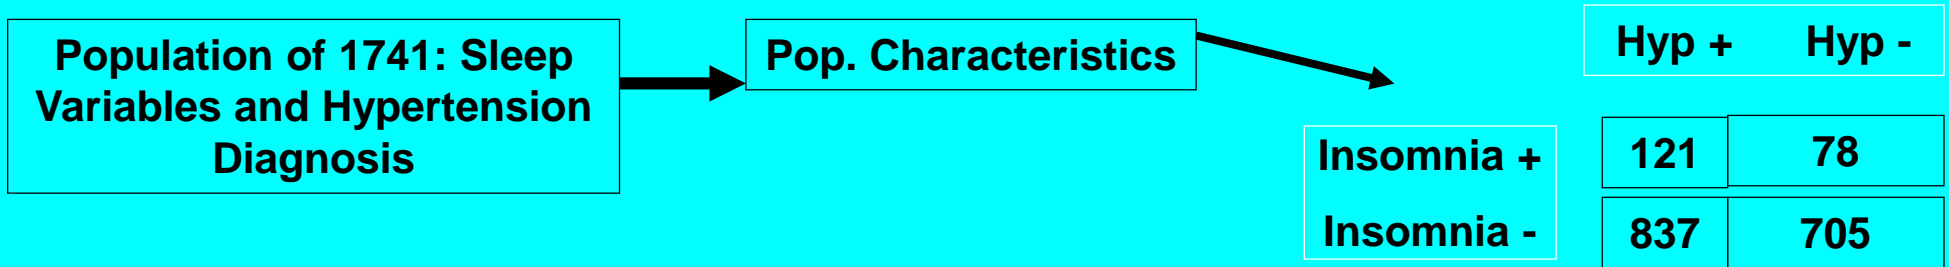 Population of 1741: Sleep
Variables and Hypertension
Diagnosis
Pop. Characteristics
Hyp + Hyp -
Insomnia + 121 78
Insomnia - 837 705